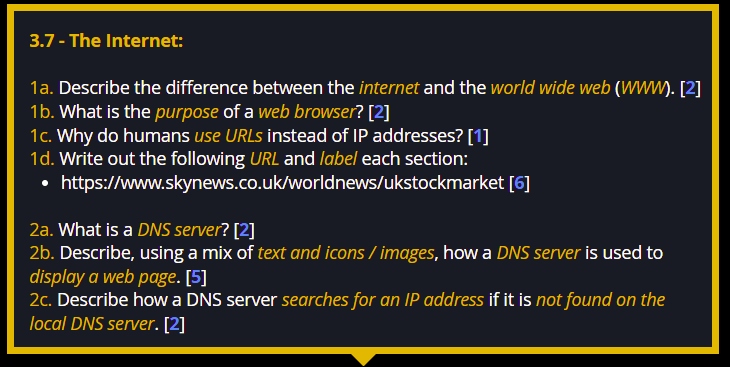 3.7 - The Internet:
1a. Describe the difference between the internet and the world wide web (WWW). [2]
1b. What is the purpose of a web browser? [2]
1c. Why do humans use URLs instead of IP addresses? [1]
1d. Write out the following URL and label each section:
• https://www.skynews.co.uk/worldnews/ukstockmarket [6]
2a. What is a DNS server? [2]
2b. Describe, using a mix of text and icons / images, how a DNS server is used to
display a web page. [5]
2c. Describe how a DNS server searches for an IP address if it is not found on the
local DNS server. [2]